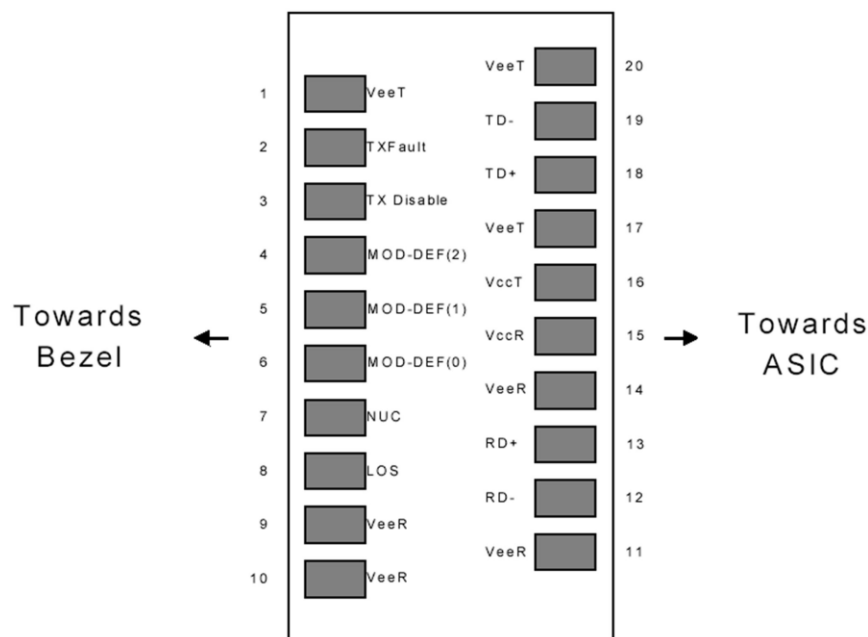 VeeT 20
1 VeeT
TD- 19
2 TXFault
TD+ 18
3 TX Disable
VeeT 17
4 MOD-DEF(2)
VccT 16
5 MOD-DEF(1)
Towards
Bezel
VccR 15
Towards
ASIC
6 MOD-DEF(0)
VeeR 14
7 NUC
RD+ 13
8 LOS
RD- 12
9 VeeR
VeeR 11
10 VeeR